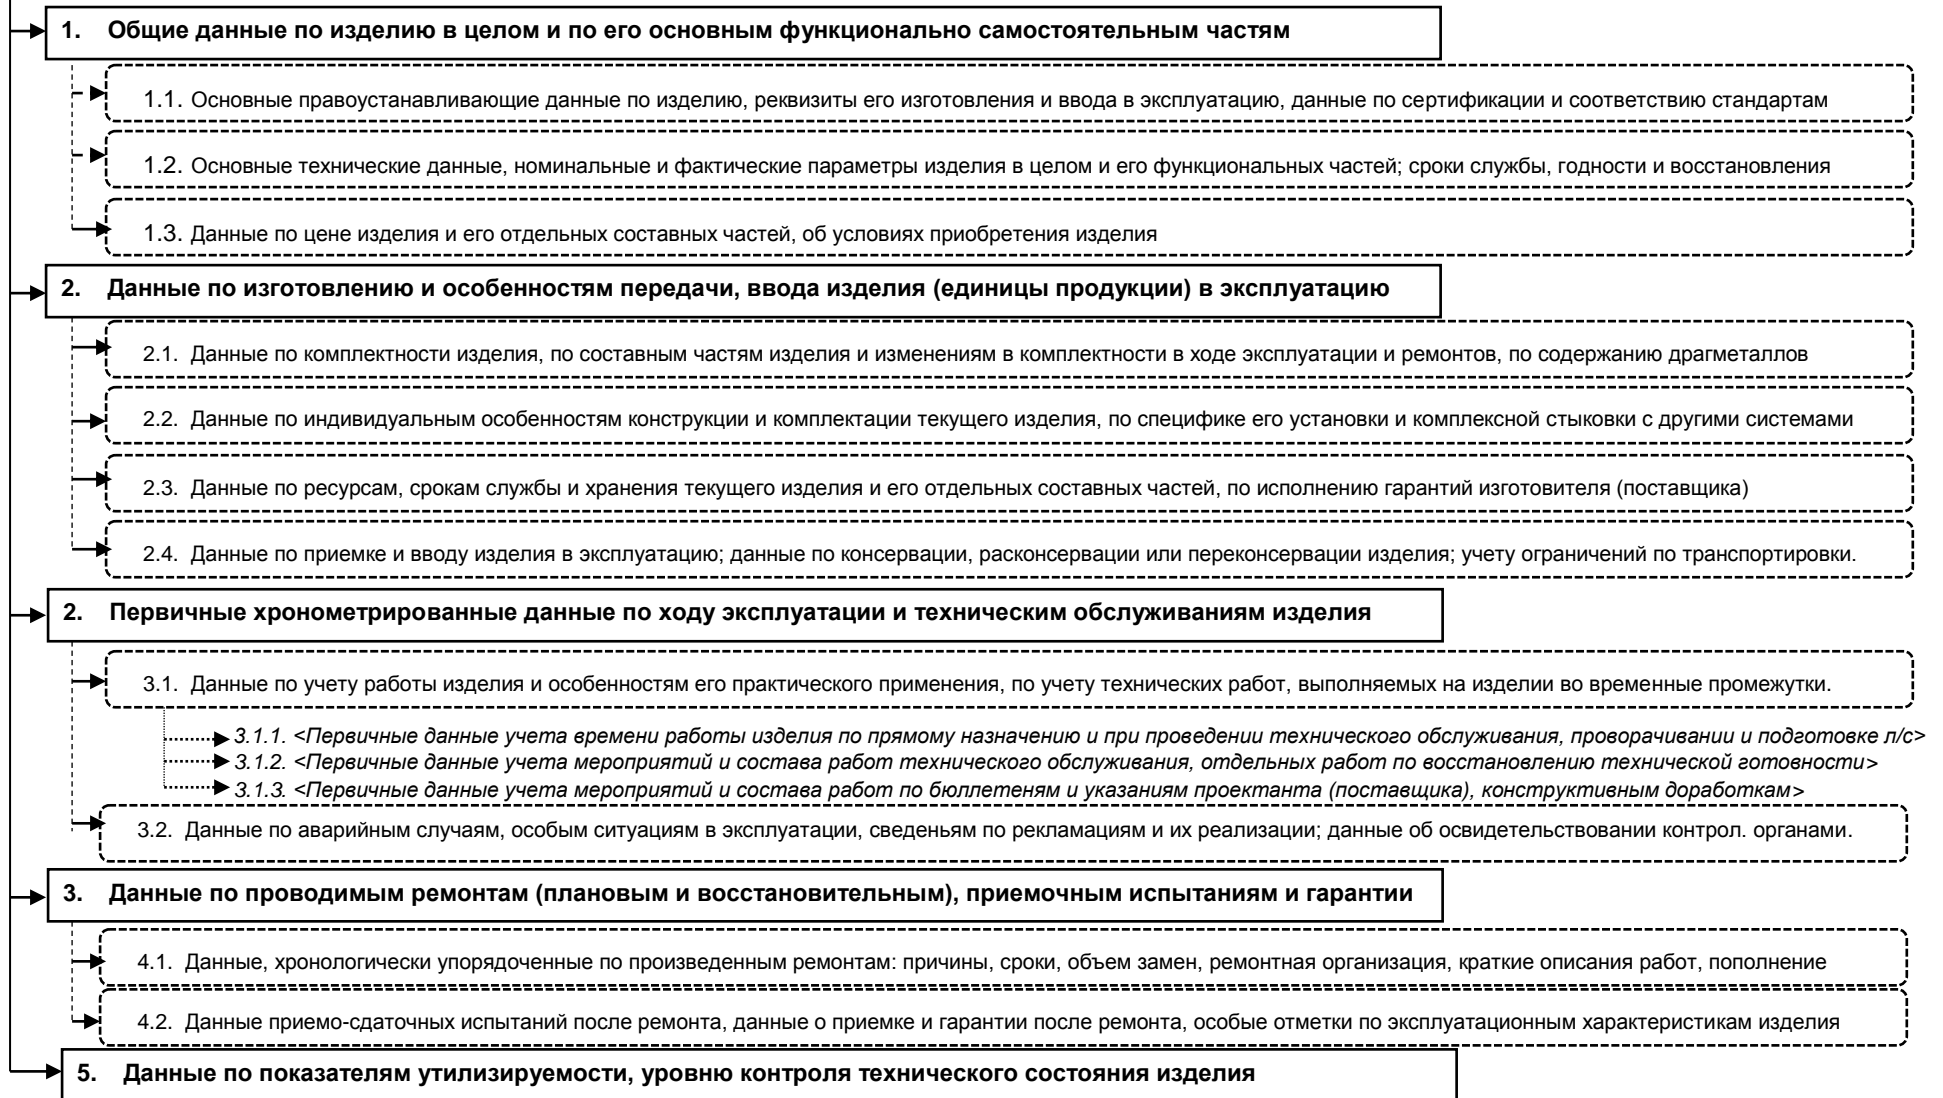 1. Общие данные по изделию в целом и по его основным функционально самостоятельным частям
1.1. Основные правоустанавливающие данные по изделию, реквизиты его изготовления и ввода в эксплуатацию, данные по сертификации и соответствию стандартам
1.2. Основные технические данные, номинальные и фактические параметры изделия в целом и его функциональных частей; сроки службы, годности и восстановления
1.3. Данные по цене изделия и его отдельных составных частей, об условиях приобретения изделия
2. Данные по изготовлению и особенностям передачи, ввода изделия (единицы продукции) в эксплуатацию
2.1. Данные по комплектности изделия, по составным частям изделия и изменениям в комплектности в ходе эксплуатации и ремонтов, по содержанию драгметаллов
2.2. Данные по индивидуальным особенностям конструкции и комплектации текущего изделия, по специфике его установки и комплексной стыковки с другими системами
2.3. Данные по ресурсам, срокам службы и хранения текущего изделия и его отдельных составных частей, по исполнению гарантий изготовителя (поставщика)
2.4. Данные по приемке и вводу изделия в эксплуатацию; данные по консервации, расконсервации или переконсервации изделия; учету ограничений по транспортировки.
2. Первичные хронометрированные данные по ходу эксплуатации и техническим обслуживаниям изделия
3.1. Данные по учету работы изделия и особенностям его практического применения, по учету технических работ, выполняемых на изделии во временные промежутки.
3.1.1. <Первичные данные учета времени работы изделия по прямому назначению и при проведении технического обслуживания, проворачивании и подготовке л/с>
3.1.2. <Первичные данные учета мероприятий и состава работ технического обслуживания, отдельных работ по восстановлению технической готовности>
3.1.3. <Первичные данные учета мероприятий и состава работ по бюллетеням и указаниям проектанта (поставщика), конструктивным доработкам>
3.2. Данные по аварийным случаям, особым ситуациям в эксплуатации, сведеньям по рекламациям и их реализации; данные об освидетельствовании контрол. органами.
3. Данные по проводимым ремонтам (плановым и восстановительным), приемочным испытаниям и гарантии
4.1. Данные, хронологически упорядоченные по произведенным ремонтам: причины, сроки, объем замен, ремонтная организация, краткие описания работ, пополнение
4.2. Данные приемо-сдаточных испытаний после ремонта, данные о приемке и гарантии после ремонта, особые отметки по эксплуатационным характеристикам изделия
5. Данные по показателям утилизируемости, уровню контроля технического состояния изделия